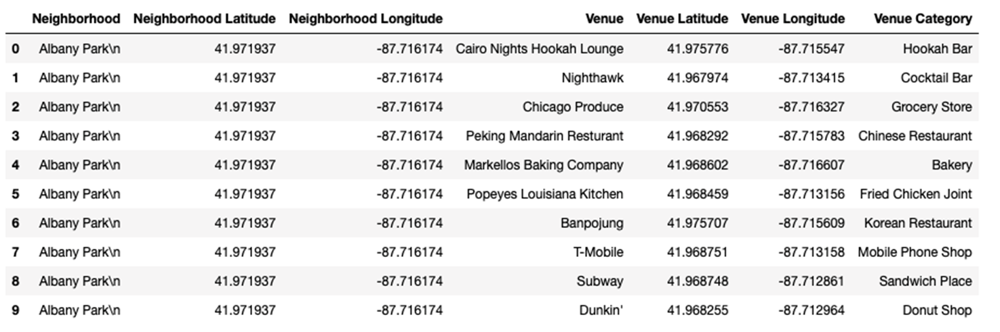 Neighborhood Neighborhood Latitude Neighborhood Longitude Venue Venue Latitude Venue Longitude Venue Category
0 Albany Park\n 41.971937 -87.716174 Cairo Nights Hookah Lounge 41.975776 -87.715547 Hookah Bar
1 Albany Park\n 41.971937 -87.716174 Nighthawk 41.967974 -87.713415 Cocktail Bar
2 Albany Park\n 41.971937 -87.716174 Chicago Produce 41.970553 -87.716327 Grocery Store
3 Albany Park\n 41.971937 -87.716174 Peking Mandarin Resturant 41.968292 -87.715783 Chinese Restaurant
4 Albany Park\n 41.971937 -87.716174 Markellos Baking Company 41.968602 -87.716607 Bakery
5 Albany Park\n 41.971937 -87.716174 Popeyes Louisiana Kitchen 41.968459 -87.713156 Fried Chicken Joint
6 Albany Park\n 41.971937 -87.716174 Banpojung 41.975707 -87.715609 Korean Restaurant
7 Albany Park\n 41.971937 -87.716174 T-Mobile 41.968751 -87.713158 Mobile Phone Shop
8 Albany Park\n 41.971937 -87.716174 Subway 41.968748 -87.712861 Sandwich Place
9 Albany Park\n 41.971937 -87.716174 Dunkin' 41.968255 -87.712964 Donut Shop